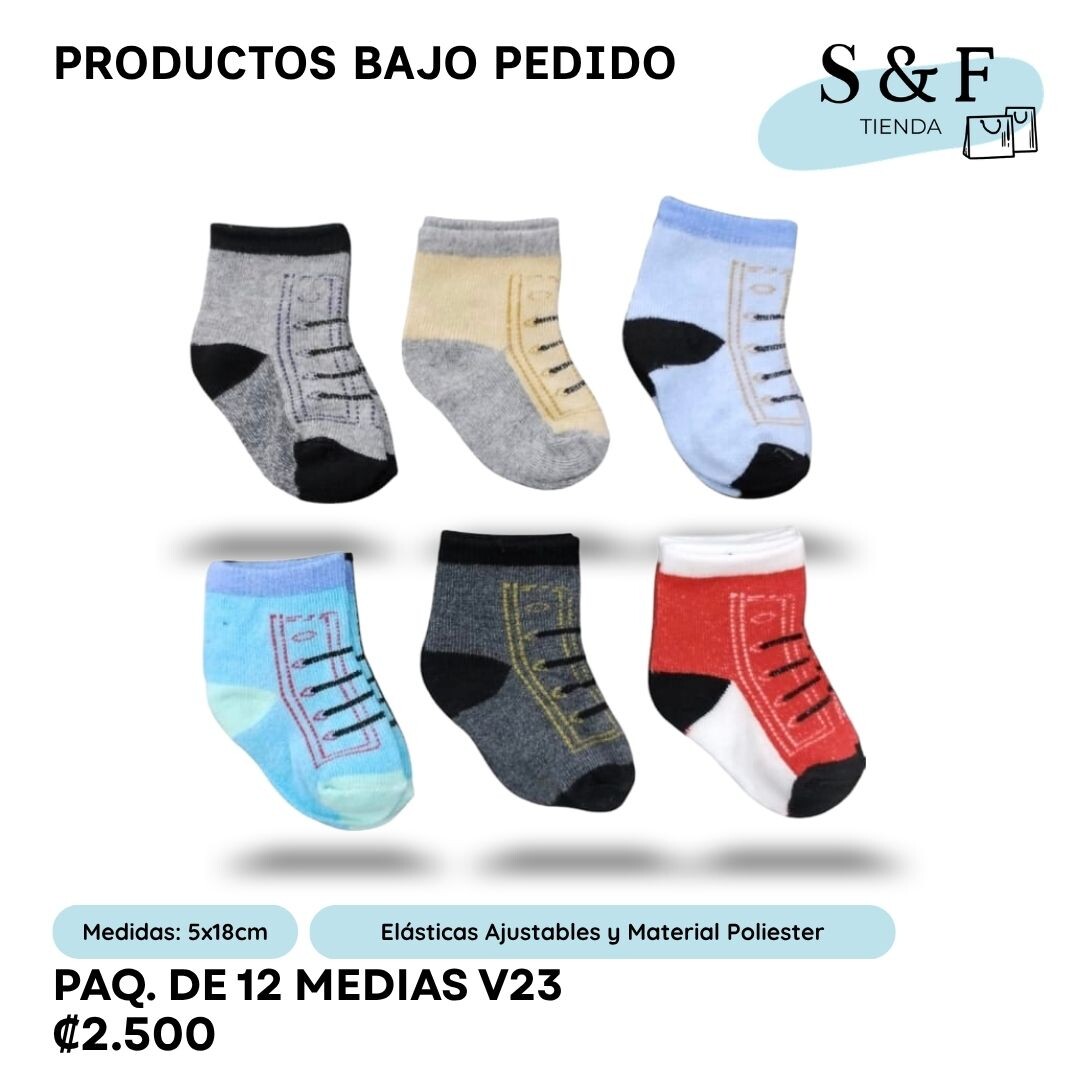 PRODUCTOS BAJO PEDIDO
S & F
TIENDA
Medidas: 5x18cm
Elásticas Ajustables y Material Poliester
PAQ. DE 12 MEDIAS V23
₡2.500